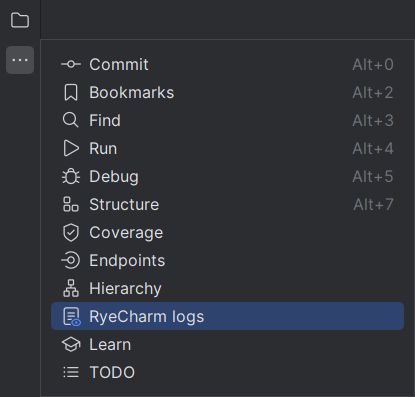 Commit Alt+0
Bookmarks Alt+2
Find Alt+3
Run Alt+4
Debug Alt+5
Structure Alt+7
Coverage
Endpoints
Hierarchy
RyeCharm logs
Learn
TODO